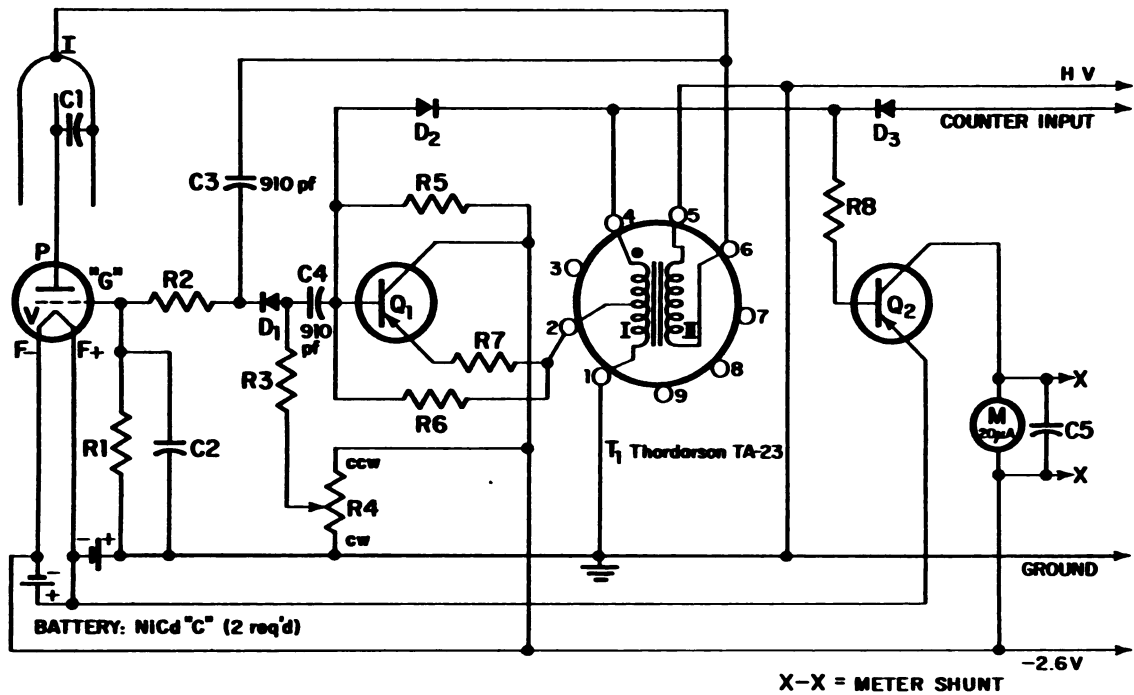 I
C1
H V
D2
D3
COUNTER INPUT
C3
910 pf
R5
R8
4
5
6
P
"G"
R2
C4
3
V
D1
910
pf
Q1
I
II
Q2
7
2
F-
F+
R3
R7
8
1
9
R6
X
M
20µA
C5
R1
C2
T1 Thordarson TA-23
X
ccw
R4
cw
- +
GROUND
-
+
BATTERY: NiCd "C" (2 req'd)
-2.6V
X-X = METER SHUNT